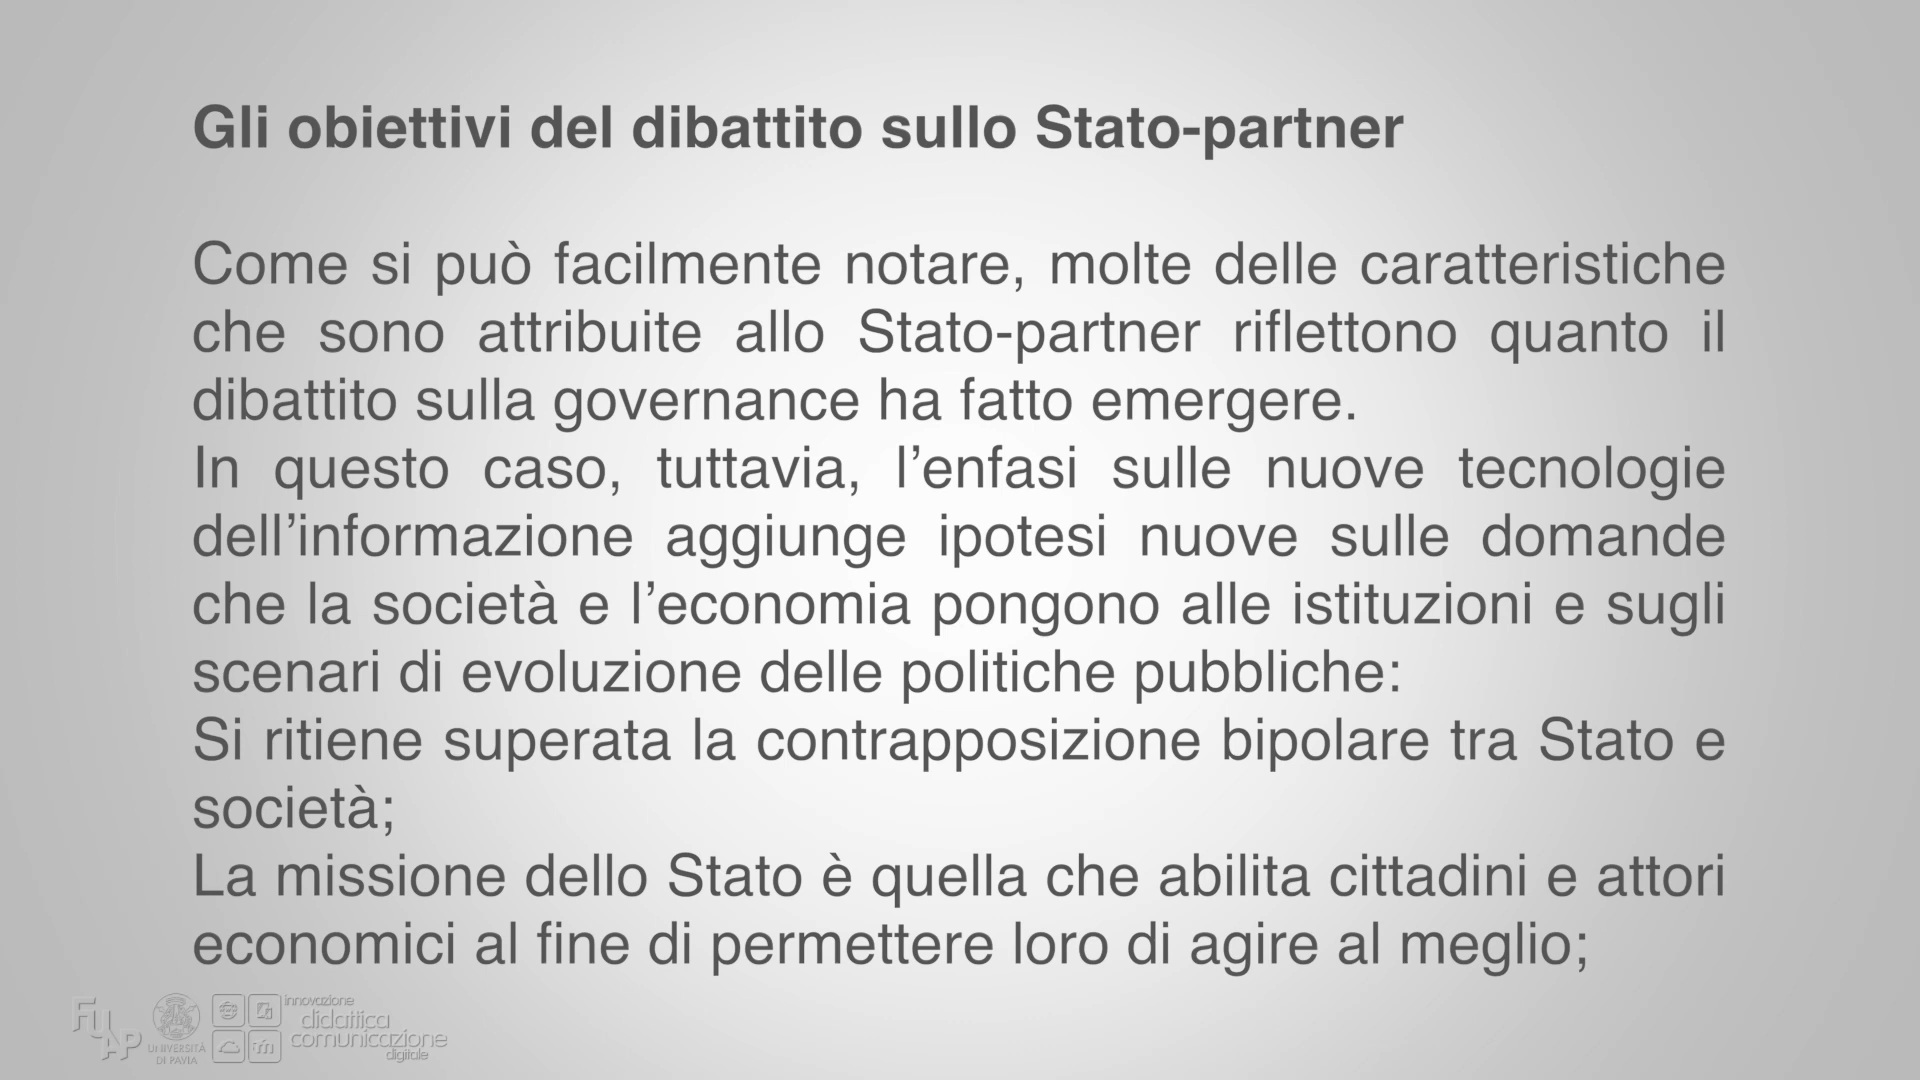 Gli obiettivi del dibattito sullo Stato-partner
Come si può facilmente notare, molte delle caratteristiche
che sono attribuite allo Stato-partner riflettono quanto il
dibattito sulla governance ha fatto emergere.
In questo caso, tuttavia, l’enfasi sulle nuove tecnologie
dell’informazione aggiunge ipotesi nuove sulle domande
che la società e l’economia pongono alle istituzioni e sugli
scenari di evoluzione delle politiche pubbliche:
Si ritiene superata la contrapposizione bipolare tra Stato e
società;
La missione dello Stato è quella che abilita cittadini e attori
economici al fine di permettere loro di agire al meglio;
FUAP
UNIVERSITÀ
DI PAVIA
innovazione
didattica
comunicazione
digitale